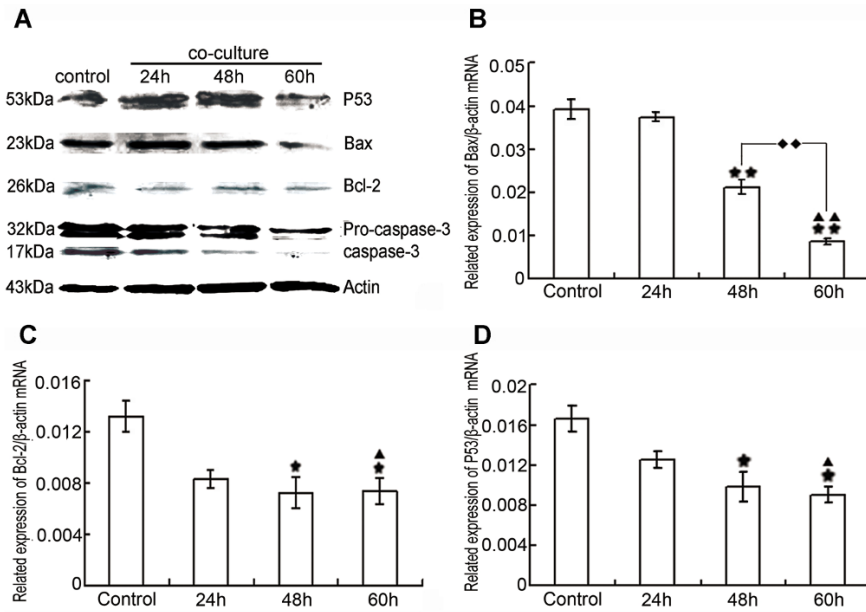 A
co-culture
control 24h 48h 60h
53kDa P53
23kDa Bax
26kDa Bcl-2
32kDa Pro-caspase-3
17kDa caspase-3
43kDa Actin
B
Related expression of Bax/β-actin mRNA
0.05
0.04
0.03
0.02
0.01
0
Control 24h 48h 60h
C
Related expression of Bcl-2/β-actin mRNA
0.016
0.012
0.008
0.004
0
Control 24h 48h 60h
D
Related expression of P53/β-actin mRNA
0.02
0.016
0.012
0.008
0.004
0
Control 24h 48h 60h